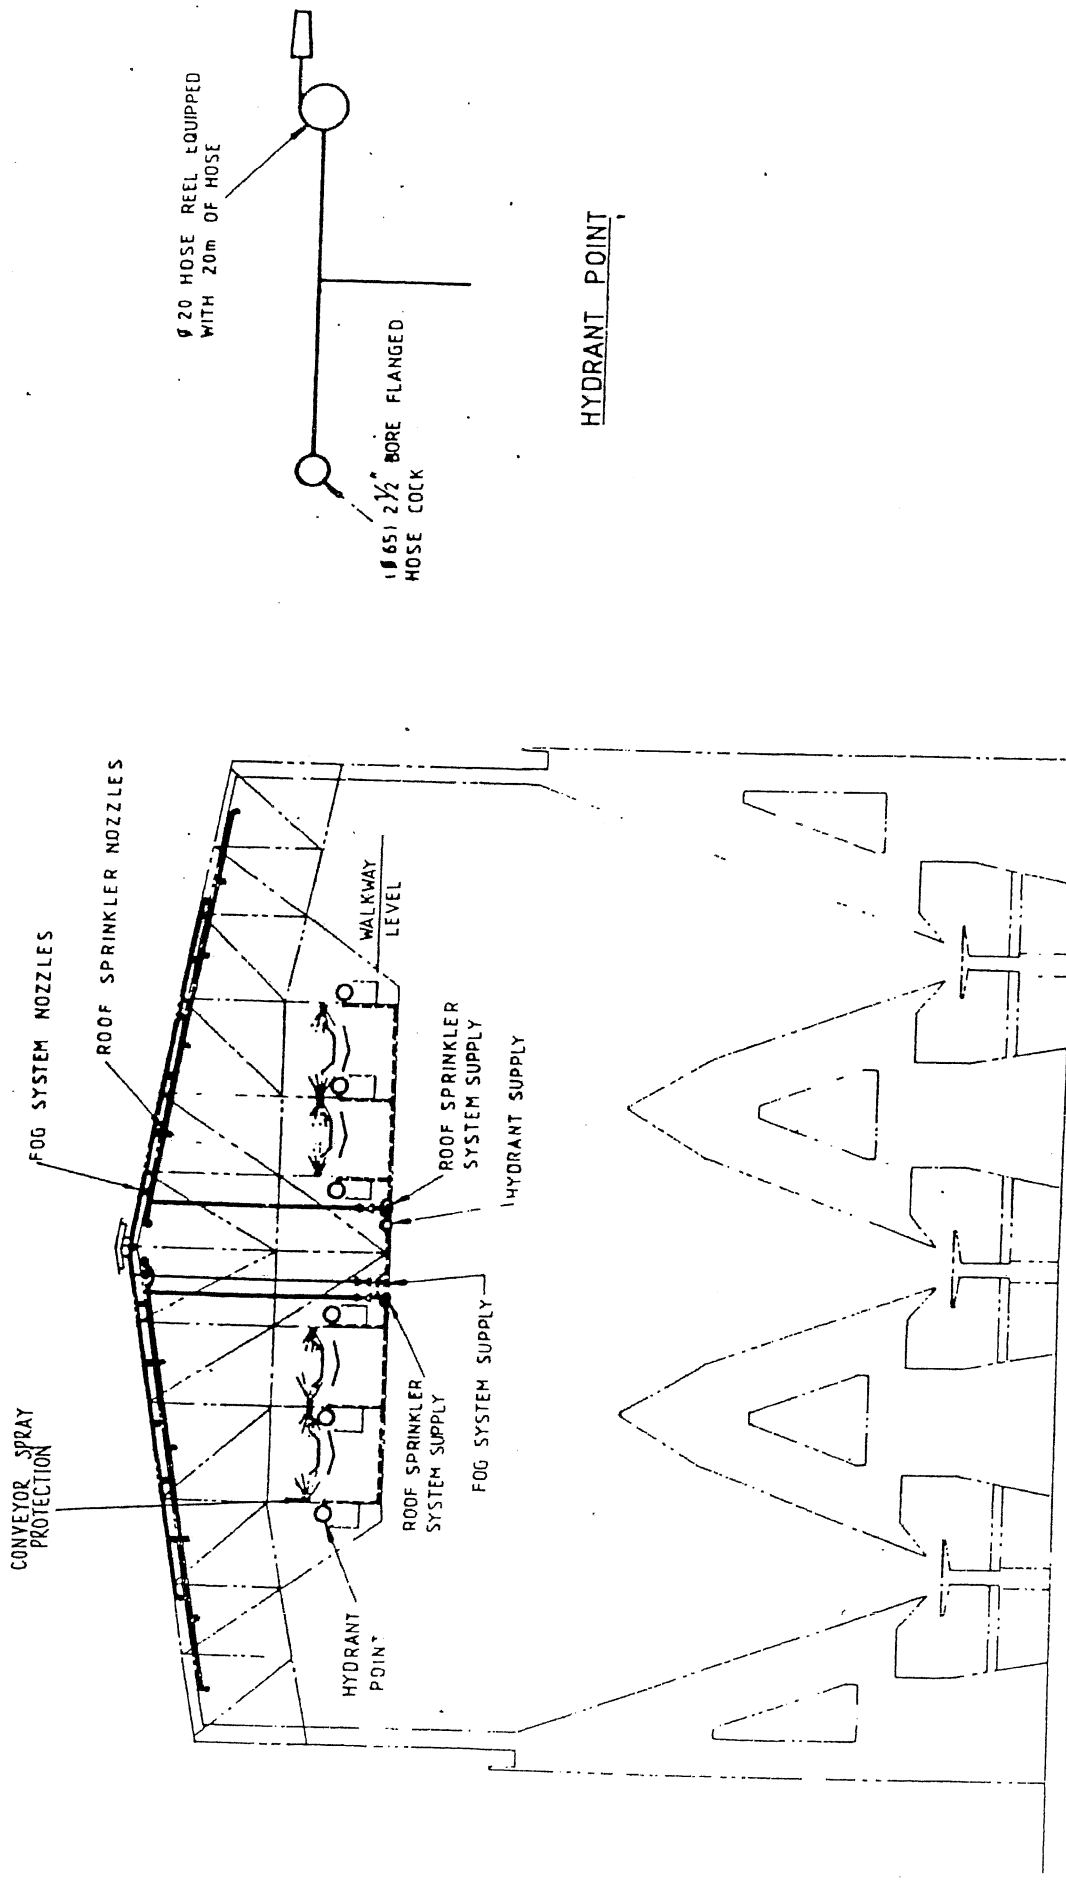 CONVEYOR SPRAY
PROTECTION
FOG SYSTEM NOZZLES
ROOF SPRINKLER NOZZLES
HYDRANT
POINT
ROOF SPRINKLER
SYSTEM SUPPLY
FOG SYSTEM SUPPLY
HYDRANT SUPPLY
ROOF SPRINKLER
SYSTEM SUPPLY
WALKWAY
LEVEL
(ø65) 2½" BORE FLANGED
HOSE COCK
ø20 HOSE REEL EQUIPPED
WITH 20m OF HOSE
HYDRANT POINT